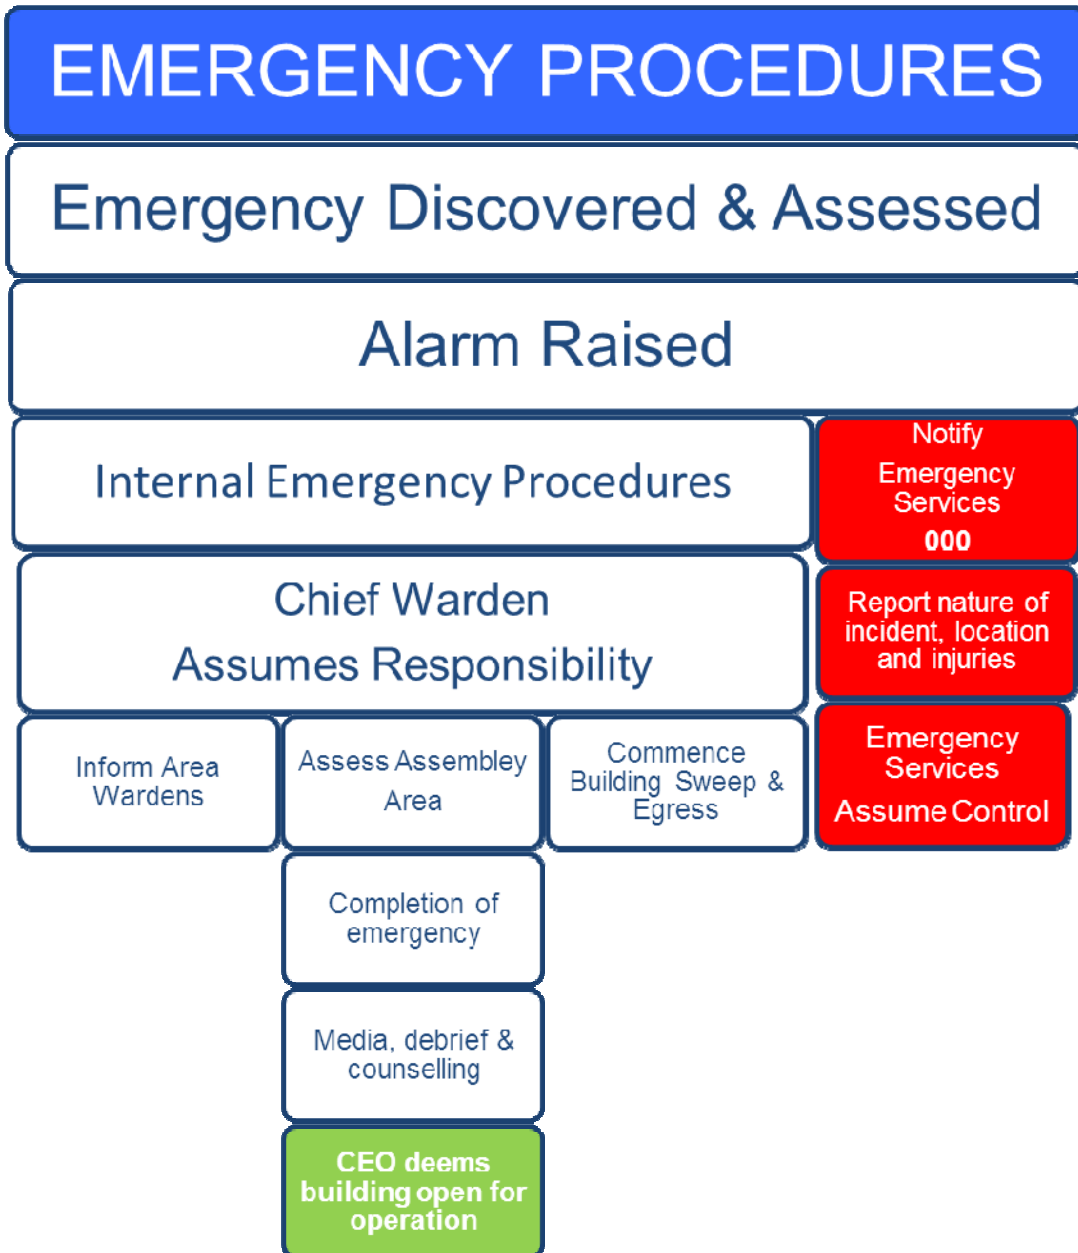 EMERGENCY PROCEDURES
Emergency Discovered & Assessed
Alarm Raised
Internal Emergency Procedures
Notify
Emergency
Services
000
Chief Warden
Assumes Responsibility
Report nature of
incident, location
and injuries
Inform Area
Wardens
Assess Assembley
Area
Commence
Building Sweep &
Egress
Emergency
Services
Assume Control
Completion of
emergency
Media, debrief &
counselling
CEO deems
building open for
operation